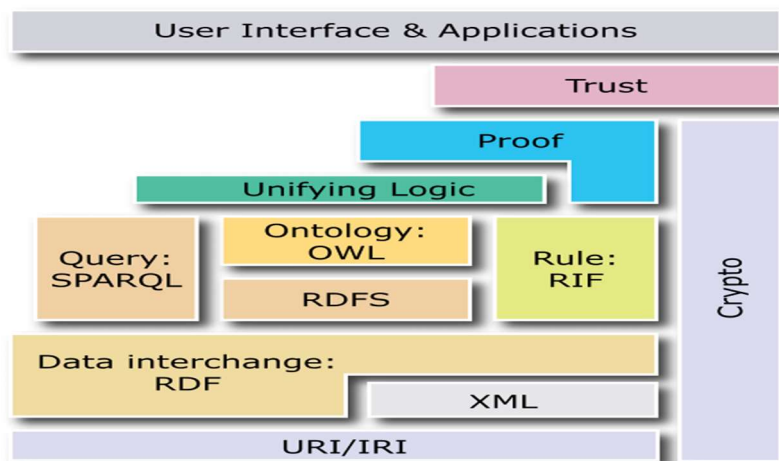 User Interface & Applications
Trust
Proof
Unifying Logic
Query:
SPARQL
Ontology:
OWL
RDFS
Rule:
RIF
Crypto
Data interchange:
RDF
XML
URI/IRI